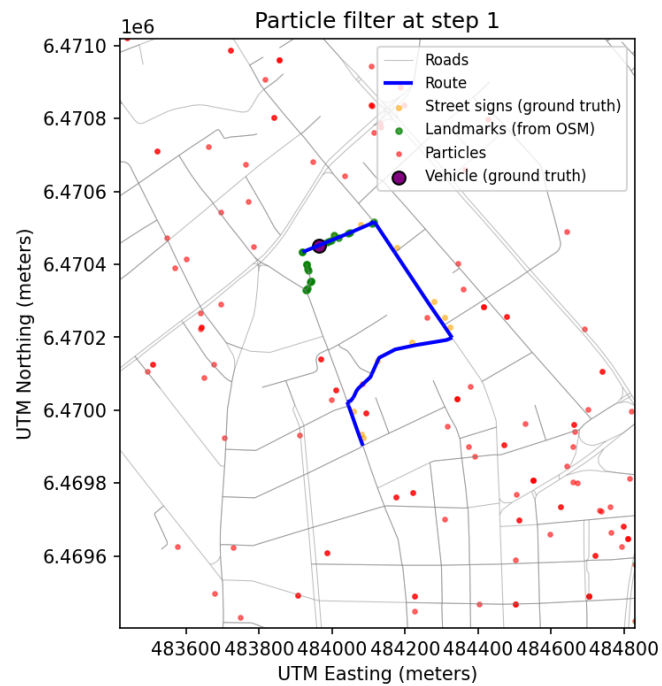 Particle filter at step 1
1e6
6.4710
6.4708
6.4706
6.4704
6.4702
6.4700
6.4698
6.4696
UTM Northing (meters)
Roads
Route
Street signs (ground truth)
Landmarks (from OSM)
Particles
Vehicle (ground truth)
483600 483800 484000 484200 484400 484600 484800
UTM Easting (meters)